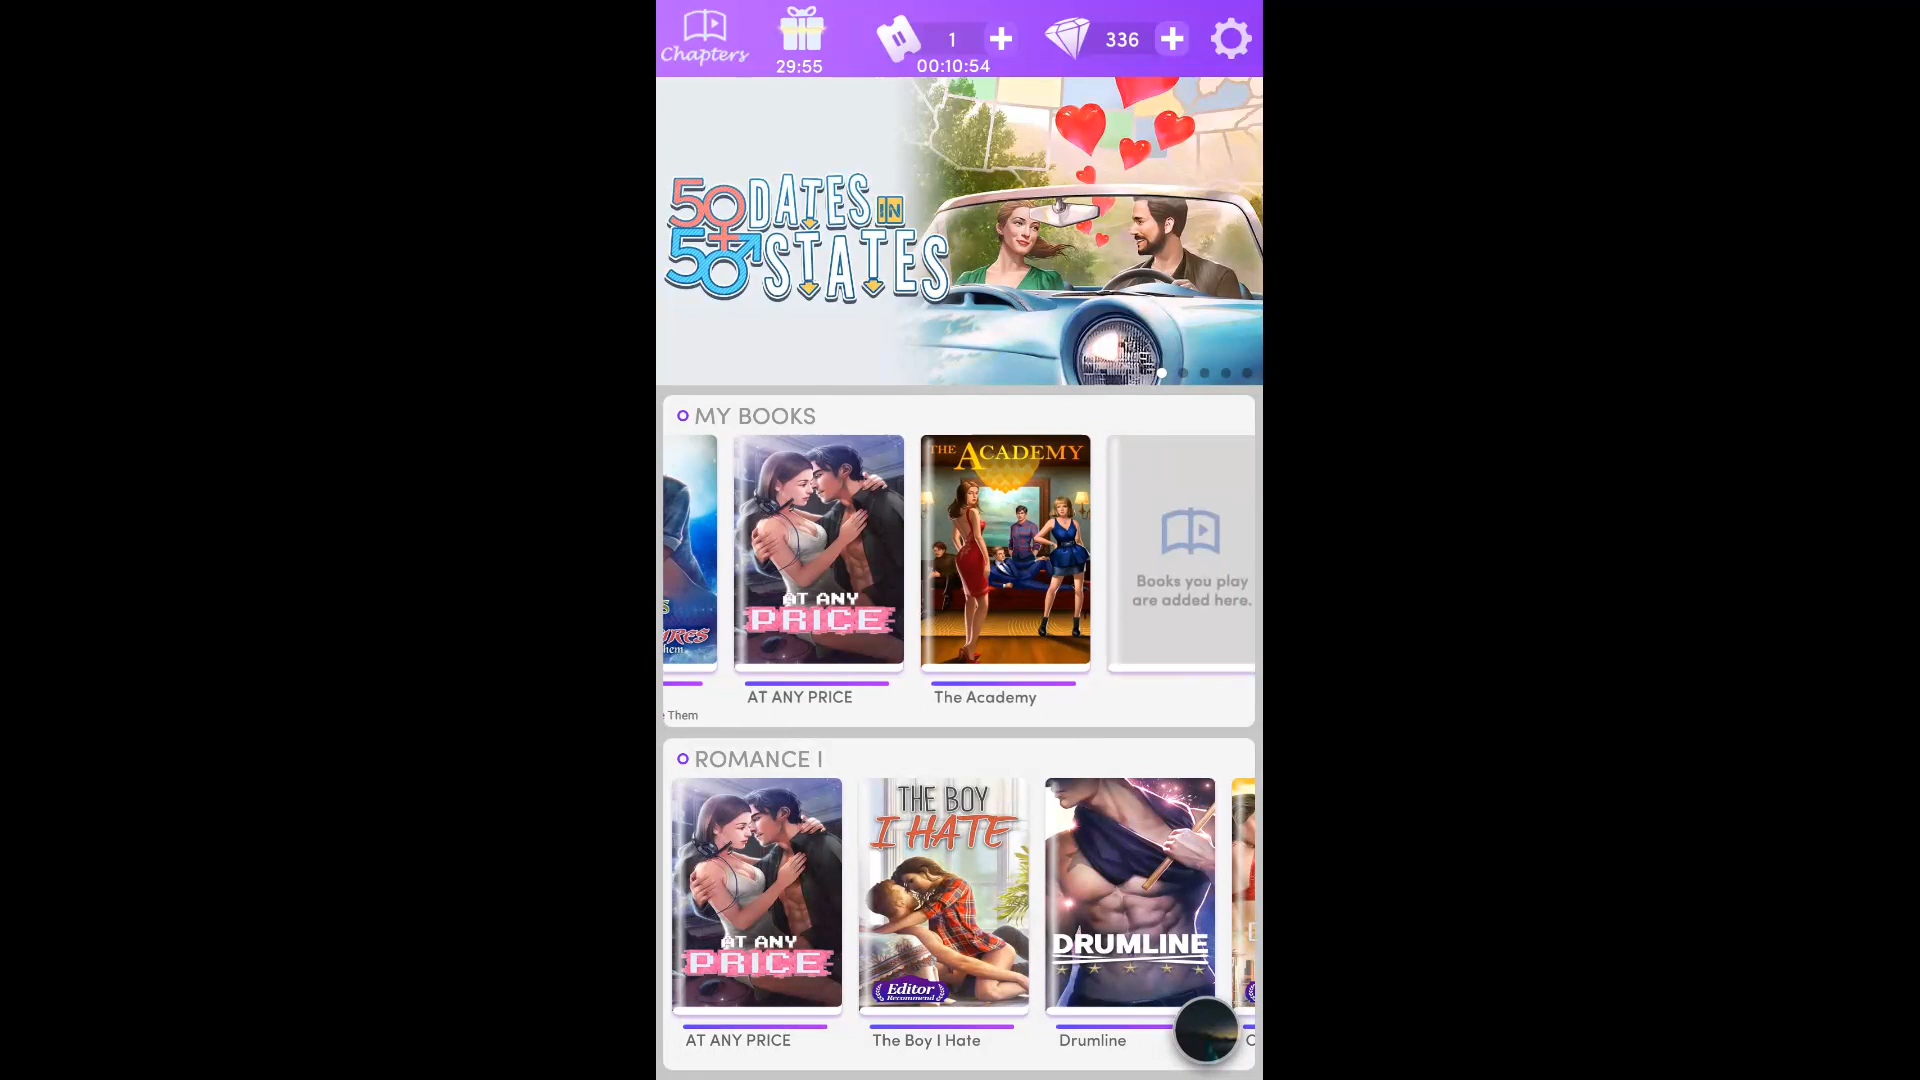 Chapters
29:55
1
00:10:54
336
50 DATES IN
50 STATES
MY BOOKS
AT ANY
PRICE
THE ACADEMY
Books you play
are added here.
AT ANY PRICE
The Academy
Them
ROMANCE I
AT ANY
PRICE
THE BOY
I HATE
Editor
Recommend
DRUMLINE
AT ANY PRICE
The Boy I Hate
Drumline